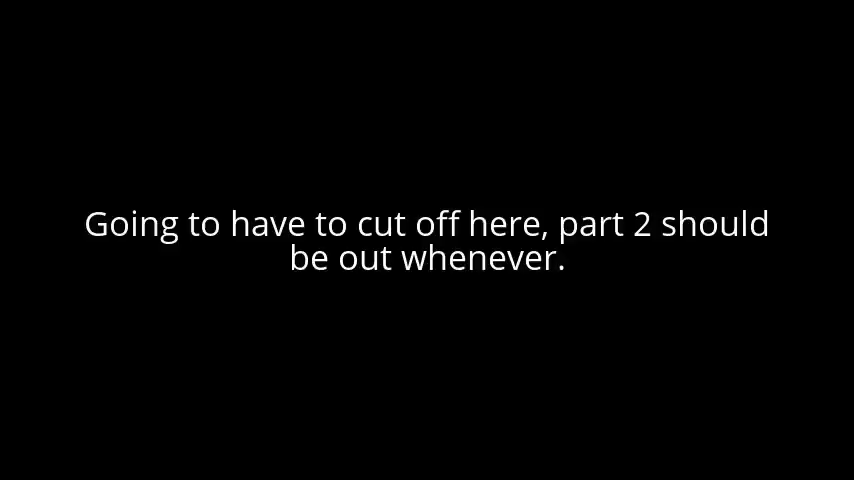 Going to have to cut off here, part 2 should
be out whenever.